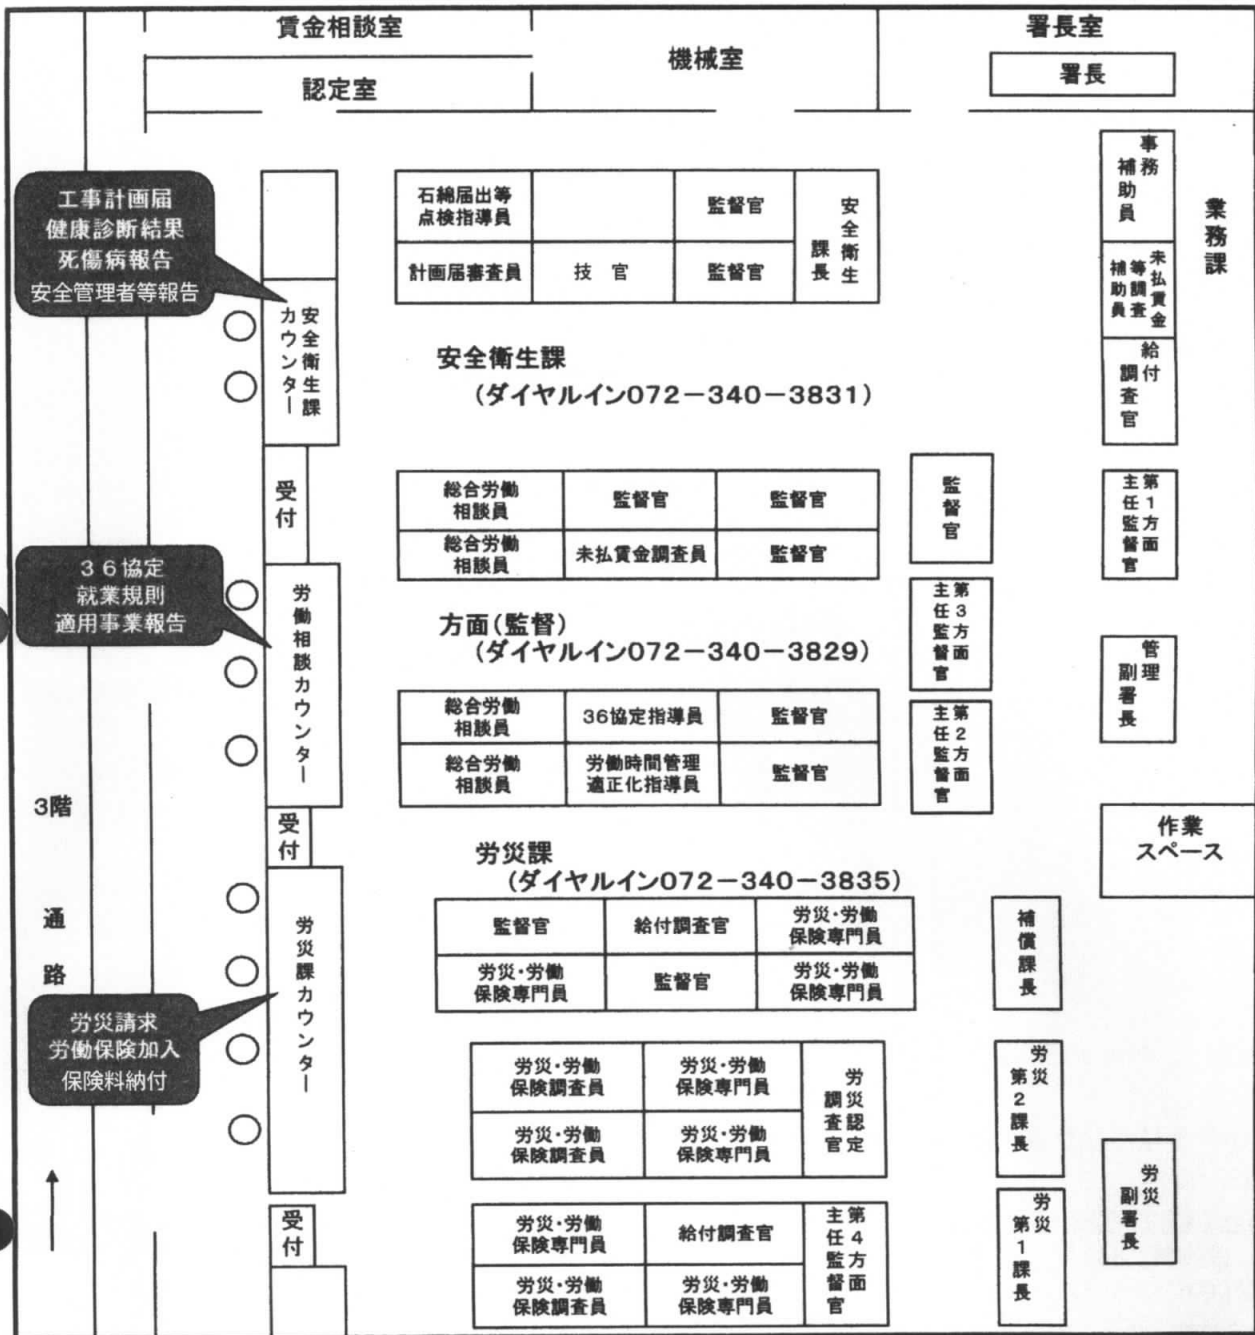 賃金相談室
認定室
機械室
署長室
署長
工事計画届
健康診断結果
死傷病報告
安全管理者等報告
安全衛生課
カウンター
石綿届出等
点検指導員
監督官
安全衛生
課長
計画届審査員
技 官
監督官
事務
補助員
未払賃金
等調査
補助員
給付
調査官
業務課
安全衛生課
(ダイヤルイン072-340-3831)
受付
総合労働
相談員
監督官
監督官
総合労働
相談員
未払賃金調査員
監督官
監督官
第1方面
主任監督官
36協定
就業規則
適用事業報告
労働相談カウンター
方面(監督)
(ダイヤルイン072-340-3829)
第3方面
主任監督官
管理
副署長
総合労働
相談員
36協定指導員
監督官
総合労働
相談員
労働時間管理
適正化指導員
監督官
第2方面
主任監督官
3階
通
路
受付
作業
スペース
労災課
(ダイヤルイン072-340-3835)
労災課カウンター
監督官
給付調査官
労災・労働
保険専門員
労災・労働
保険専門員
監督官
労災・労働
保険専門員
補償課長
労災請求
労働保険加入
保険料納付
労災・労働
保険調査員
労災・労働
保険専門員
労災・労働
保険調査員
労災・労働
保険専門員
労災認定
調査官
労災
第2課長
労災
副署長
受付
労災・労働
保険専門員
給付調査官
労災・労働
保険調査員
労災・労働
保険専門員
第4方面
主任監督官
労災
第1課長